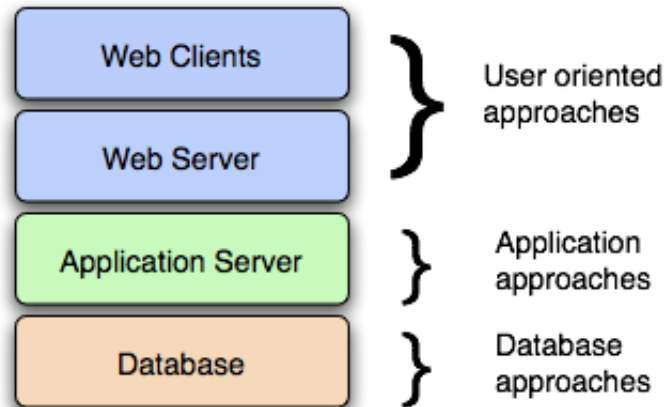 Web Clients
Web Server
Application Server
Database
User oriented
approaches
Application
approaches
Database
approaches